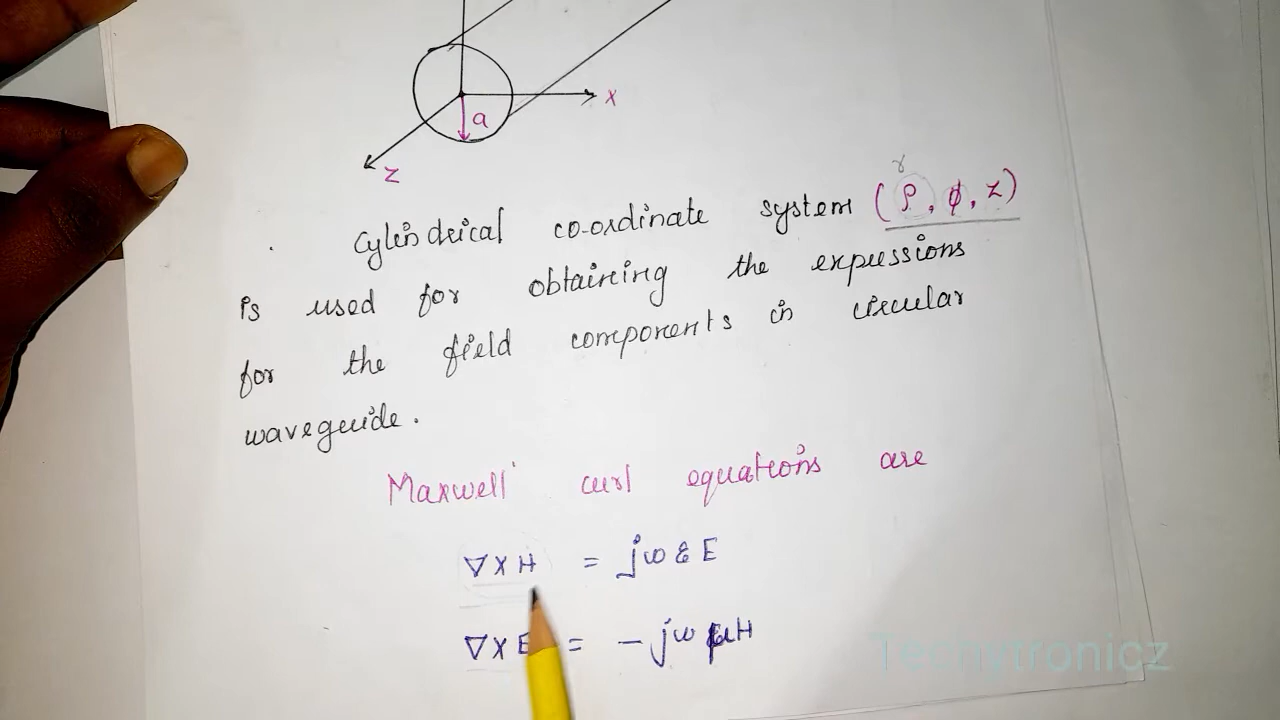 X
a
Z
r
Cylindrical co-ordinate system (ρ, ϕ, z)
is used for obtaining the expressions
for the field components in circular
waveguide.
Maxwell' curl equations are
∇ X H = jωεE
∇ X E = - jωμH
Techytronicz